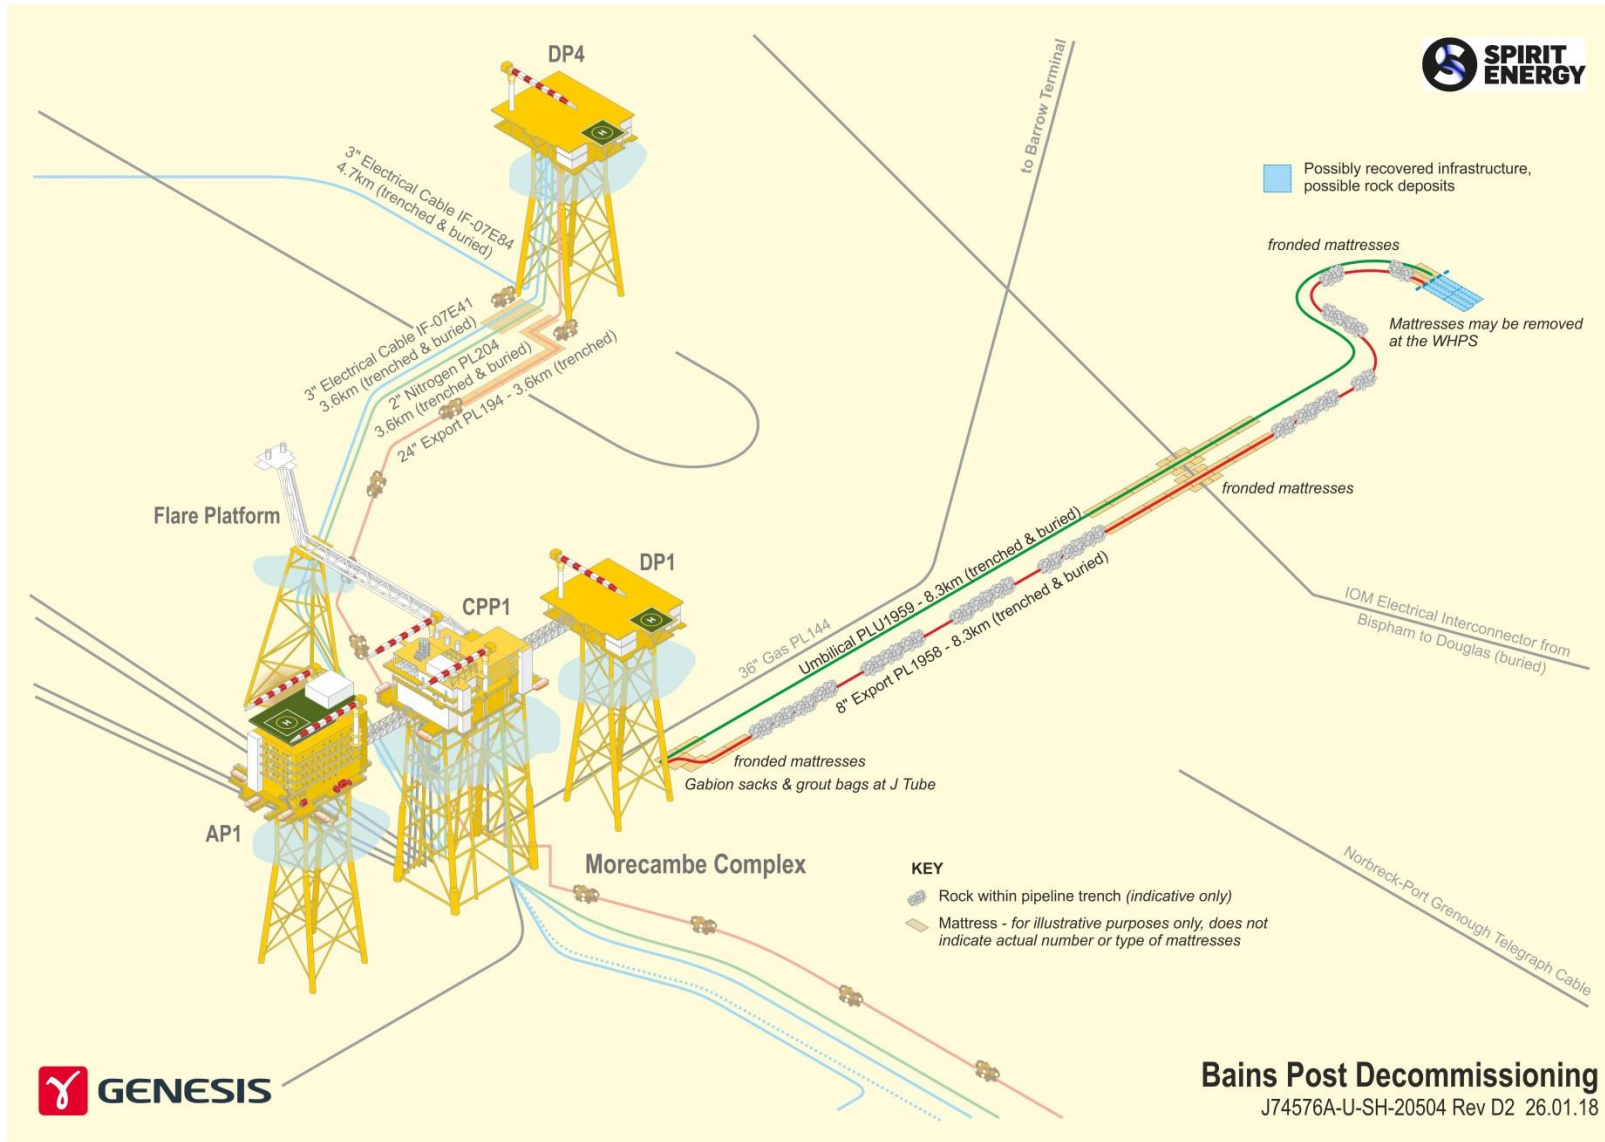 DP4
SPIRIT
ENERGY
to Barrow Terminal
3" Electrical Cable IF-07E84
4.7km (trenched & buried)
Possibly recovered infrastructure,
possible rock deposits
fronded mattresses
Mattresses may be removed
at the WHPS
3" Electrical Cable IF-07E41
3.6km (trenched & buried)
2" Nitrogen PL204
3.6km (trenched & buried)
24" Export PL194 - 3.6km (trenched)
fronded mattresses
Flare Platform
DP1
CPP1
36" Gas PL144
Umbilical PLU1959 - 8.3km (trenched & buried)
8" Export PL1958 - 8.3km (trenched & buried)
IOM Electrical Interconnector from
Bispham to Douglas (buried)
H
H
H
fronded mattresses
Gabion sacks & grout bags at J Tube
AP1
Morecambe Complex
KEY
Rock within pipeline trench (indicative only)
Mattress - for illustrative purposes only, does not
indicate actual number or type of mattresses
Norbreck-Port Grenough Telegraph Cable
GENESIS
Bains Post Decommissioning
J74576A-U-SH-20504 Rev D2 26.01.18